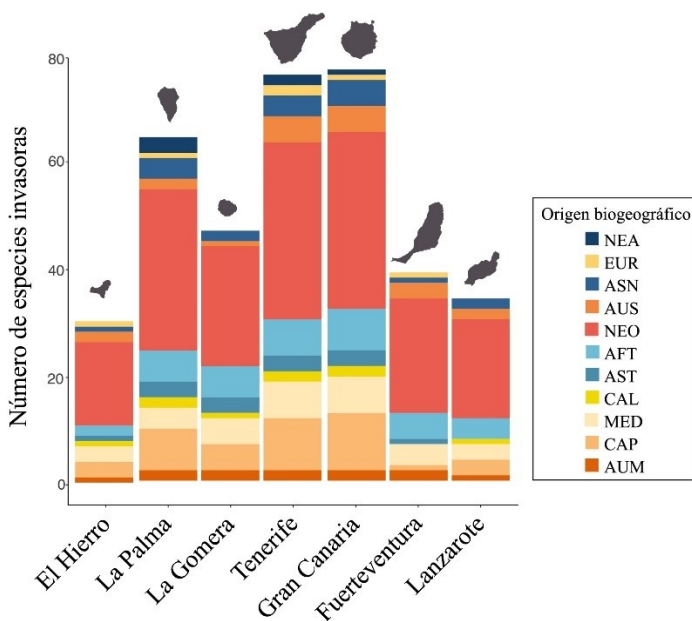 Número de especies invasoras
80
60
40
20
0
El Hierro
La Palma
La Gomera
Tenerife
Gran Canaria
Fuerteventura
Lanzarote
Origen biogeográfico
NEA
EUR
ASN
AUS
NEO
AFT
AST
CAL
MED
CAP
AUM